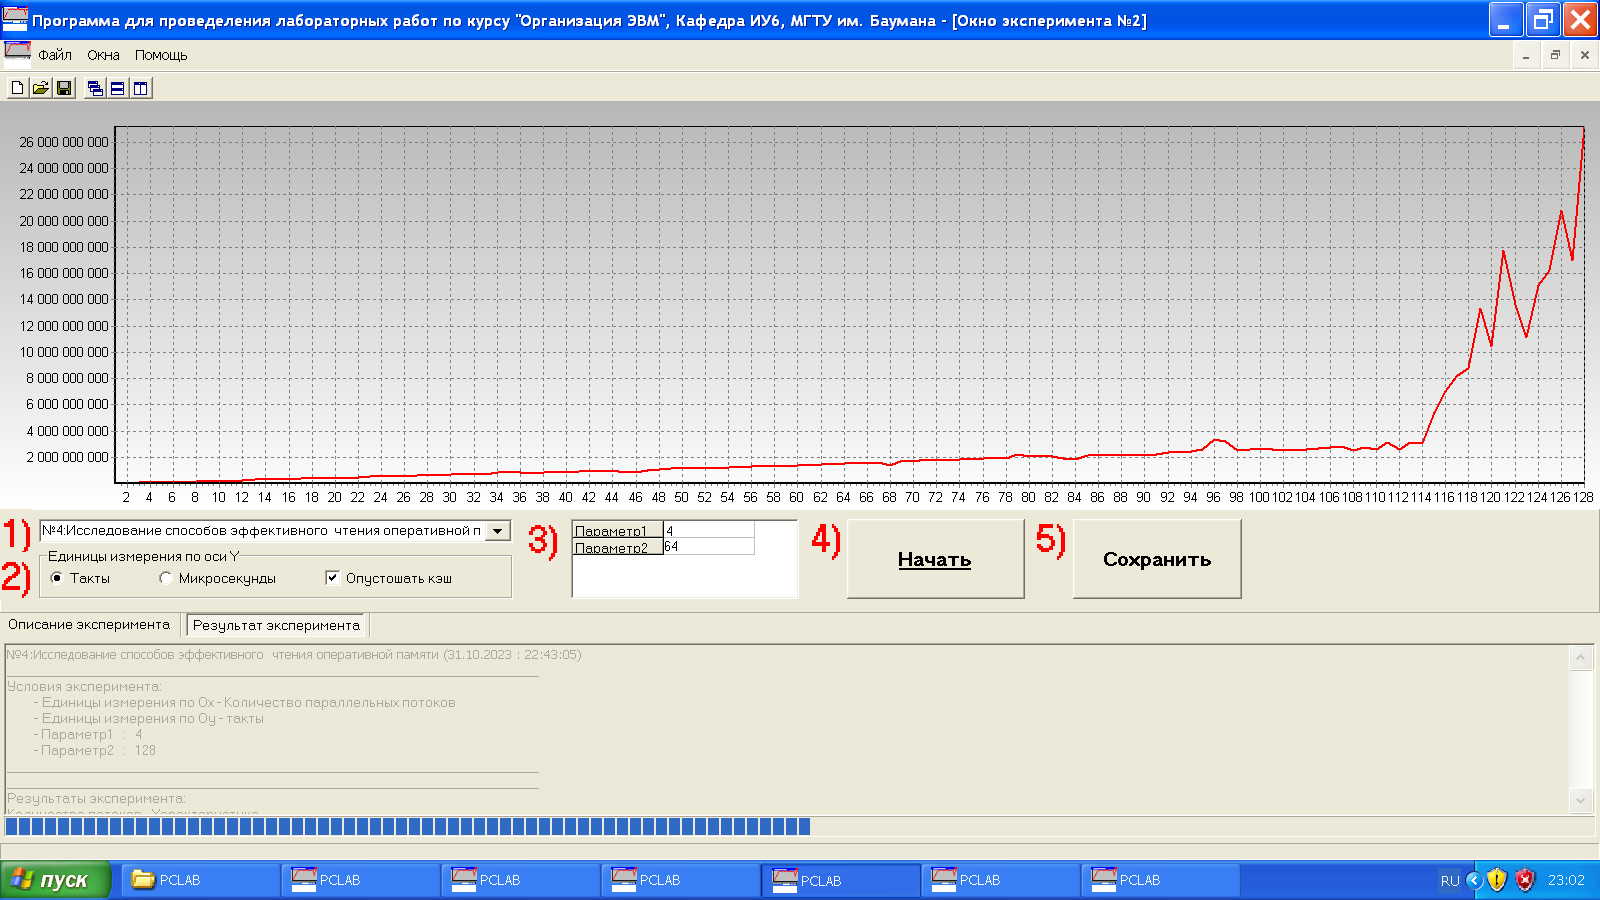 Программа для проведеления лабораторных работ по курсу "Организация ЭВМ", Кафедра ИУ6, МГТУ им. Баумана - [Окно эксперимента №2]
Файл Окна Помощь
26 000 000 000
24 000 000 000
22 000 000 000
20 000 000 000
18 000 000 000
16 000 000 000
14 000 000 000
12 000 000 000
10 000 000 000
8 000 000 000
6 000 000 000
4 000 000 000
2 000 000 000
2 4 6 8 10 12 14 16 18 20 22 24 26 28 30 32 34 36 38 40 42 44 46 48 50 52 54 56 58 60 62 64 66 68 70 72 74 76 78 80 82 84 86 88 90 92 94 96 98 100 102 104 106 108 110 112 114 116 118 120 122 124 126 128
1) №4:Исследование способов эффективного чтения оперативной п
Единицы измерения по оси Y
2) Такты Микросекунды Опустошать кэш
3) Параметр1 4
Параметр2 64
4) Начать
5) Сохранить
Описание эксперимента Результат эксперимента
№4:Исследование способов эффективного чтения оперативной памяти (31.10.2023 : 22:43:05)
Условия эксперимента:
- Единицы измерения по Ox - Количество параллельных потоков
- Единицы измерения по Oy - такты
- Параметр1 : 4
- Параметр2 : 128
Результаты эксперимента:
пуск PCLAB PCLAB PCLAB PCLAB PCLAB PCLAB PCLAB RU 23:02